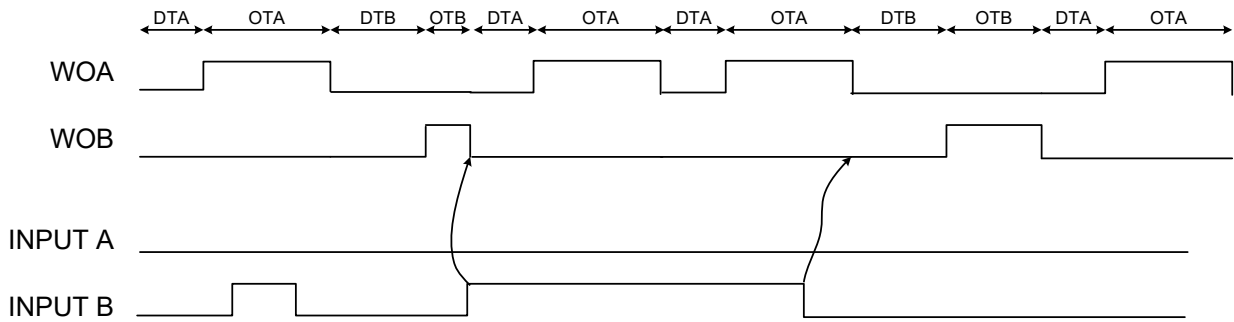 DTA OTA DTB OTB DTA OTA DTA OTA DTB OTB DTA OTA
WOA
WOB
INPUT A
INPUT B